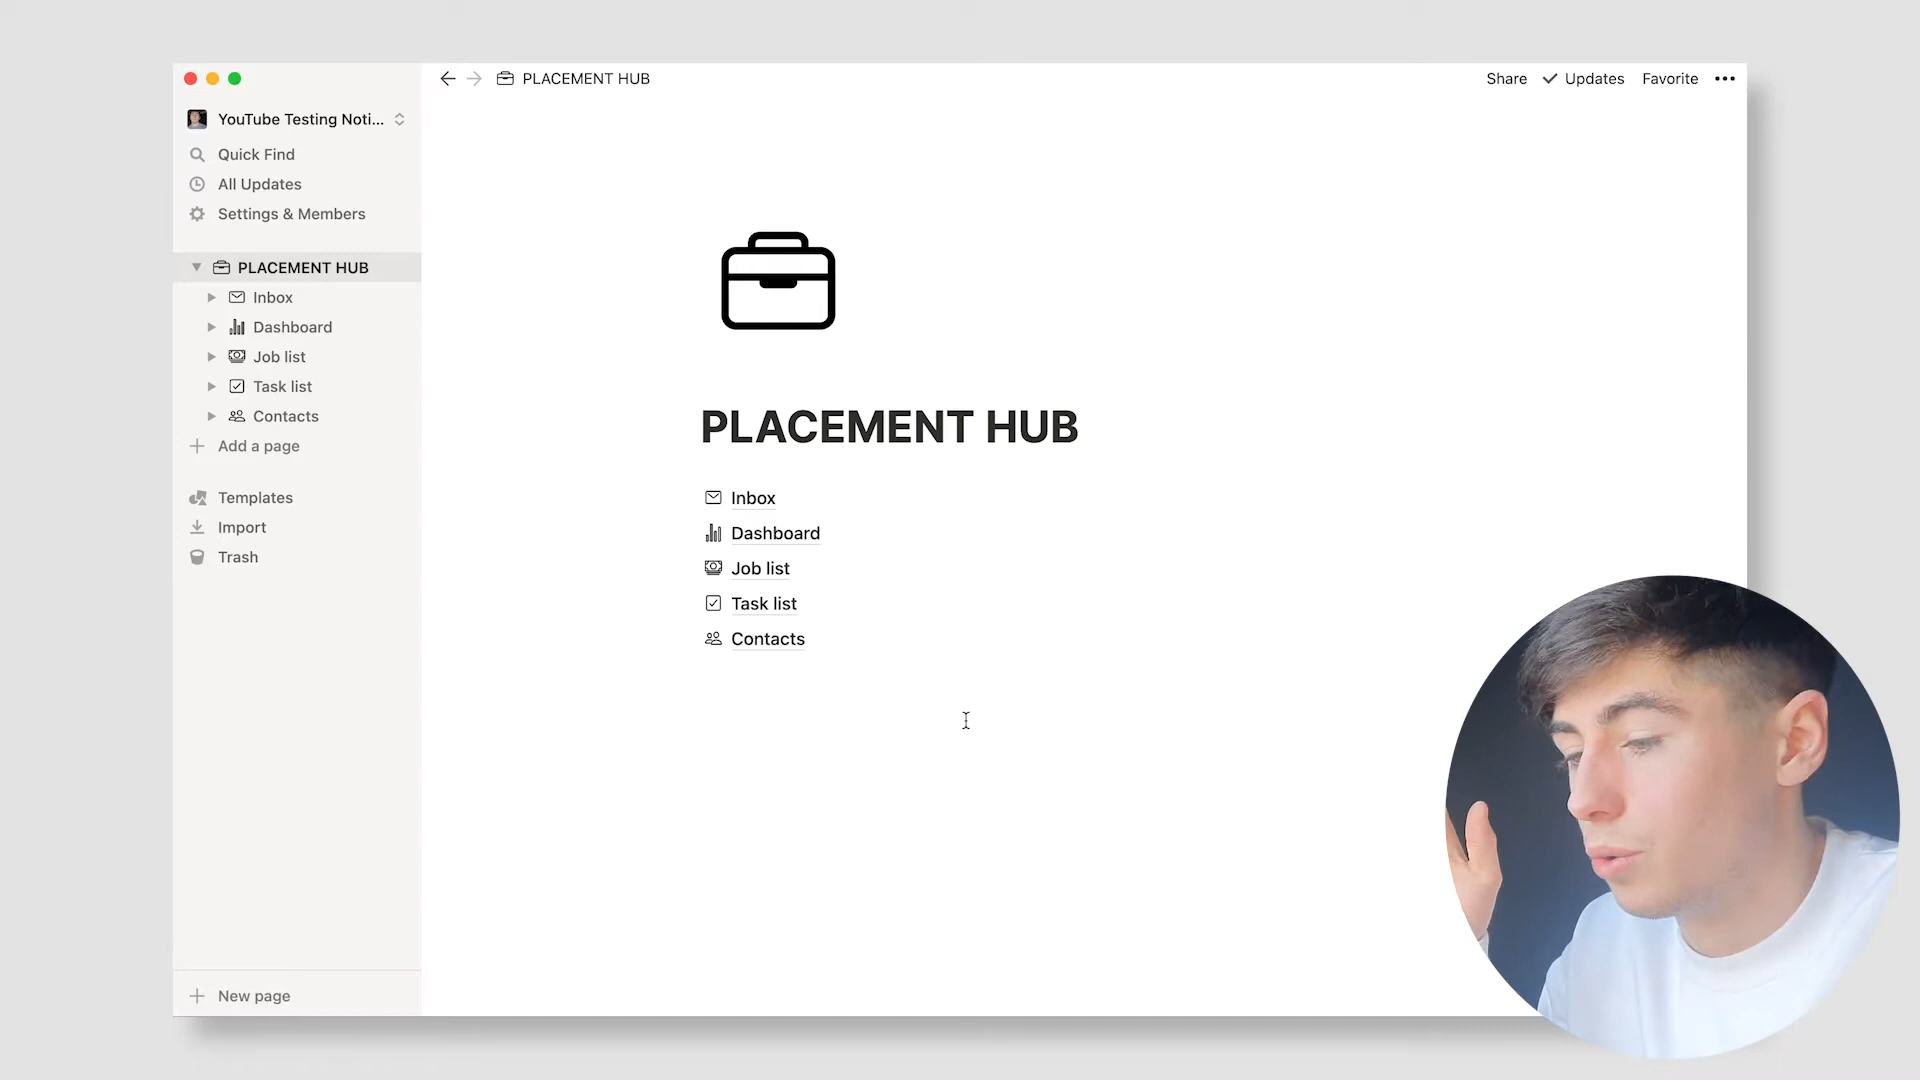 PLACEMENT HUB
Share
Updates
Favorite
YouTube Testing Noti...
Quick Find
All Updates
Settings & Members
PLACEMENT HUB
Inbox
Dashboard
Job list
Task list
Contacts
Add a page
Templates
Import
Trash
New page
PLACEMENT HUB
Inbox
Dashboard
Job list
Task list
Contacts